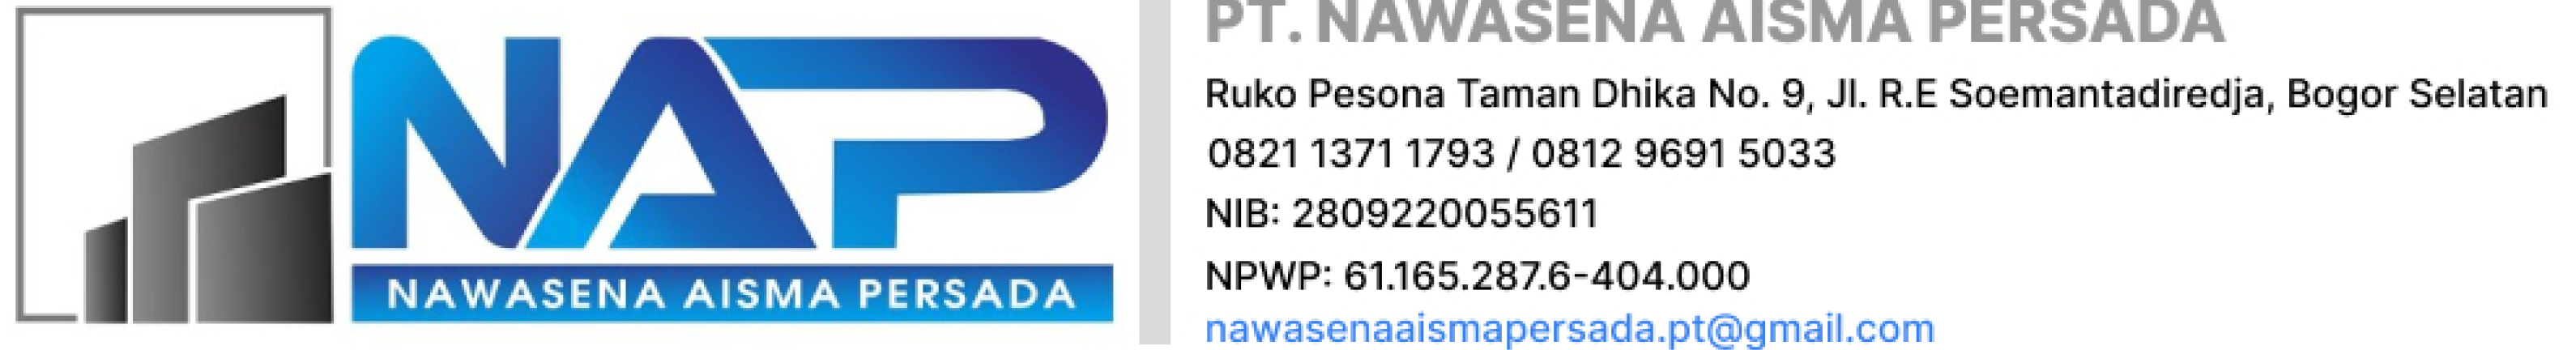 NAP
NAWASENA AISMA PERSADA
PT. NAWASENA AISMA PERSADA
Ruko Pesona Taman Dhika No. 9, Jl. R.E Soemantadiredja, Bogor Selatan
0821 1371 1793 / 0812 9691 5033
NIB: 2809220055611
NPWP: 61.165.287.6-404.000
nawasenaaismapersada.pt@gmail.com